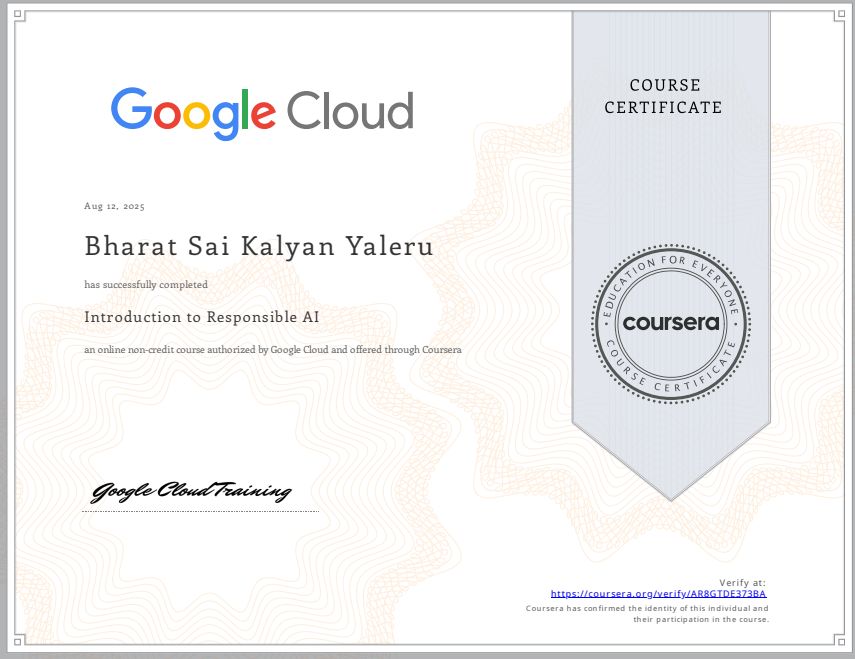 Google Cloud
COURSE
CERTIFICATE
Aug 12, 2025
Bharat Sai Kalyan Yaleru
has successfully completed
Introduction to Responsible AI
an online non-credit course authorized by Google Cloud and offered through Coursera
EDUCATION FOR EVERYONE
coursera
COURSE CERTIFICATE
Google Cloud Training
Verify at:
https://coursera.org/verify/AR8GTDE373BA
Coursera has confirmed the identity of this individual and
their participation in the course.